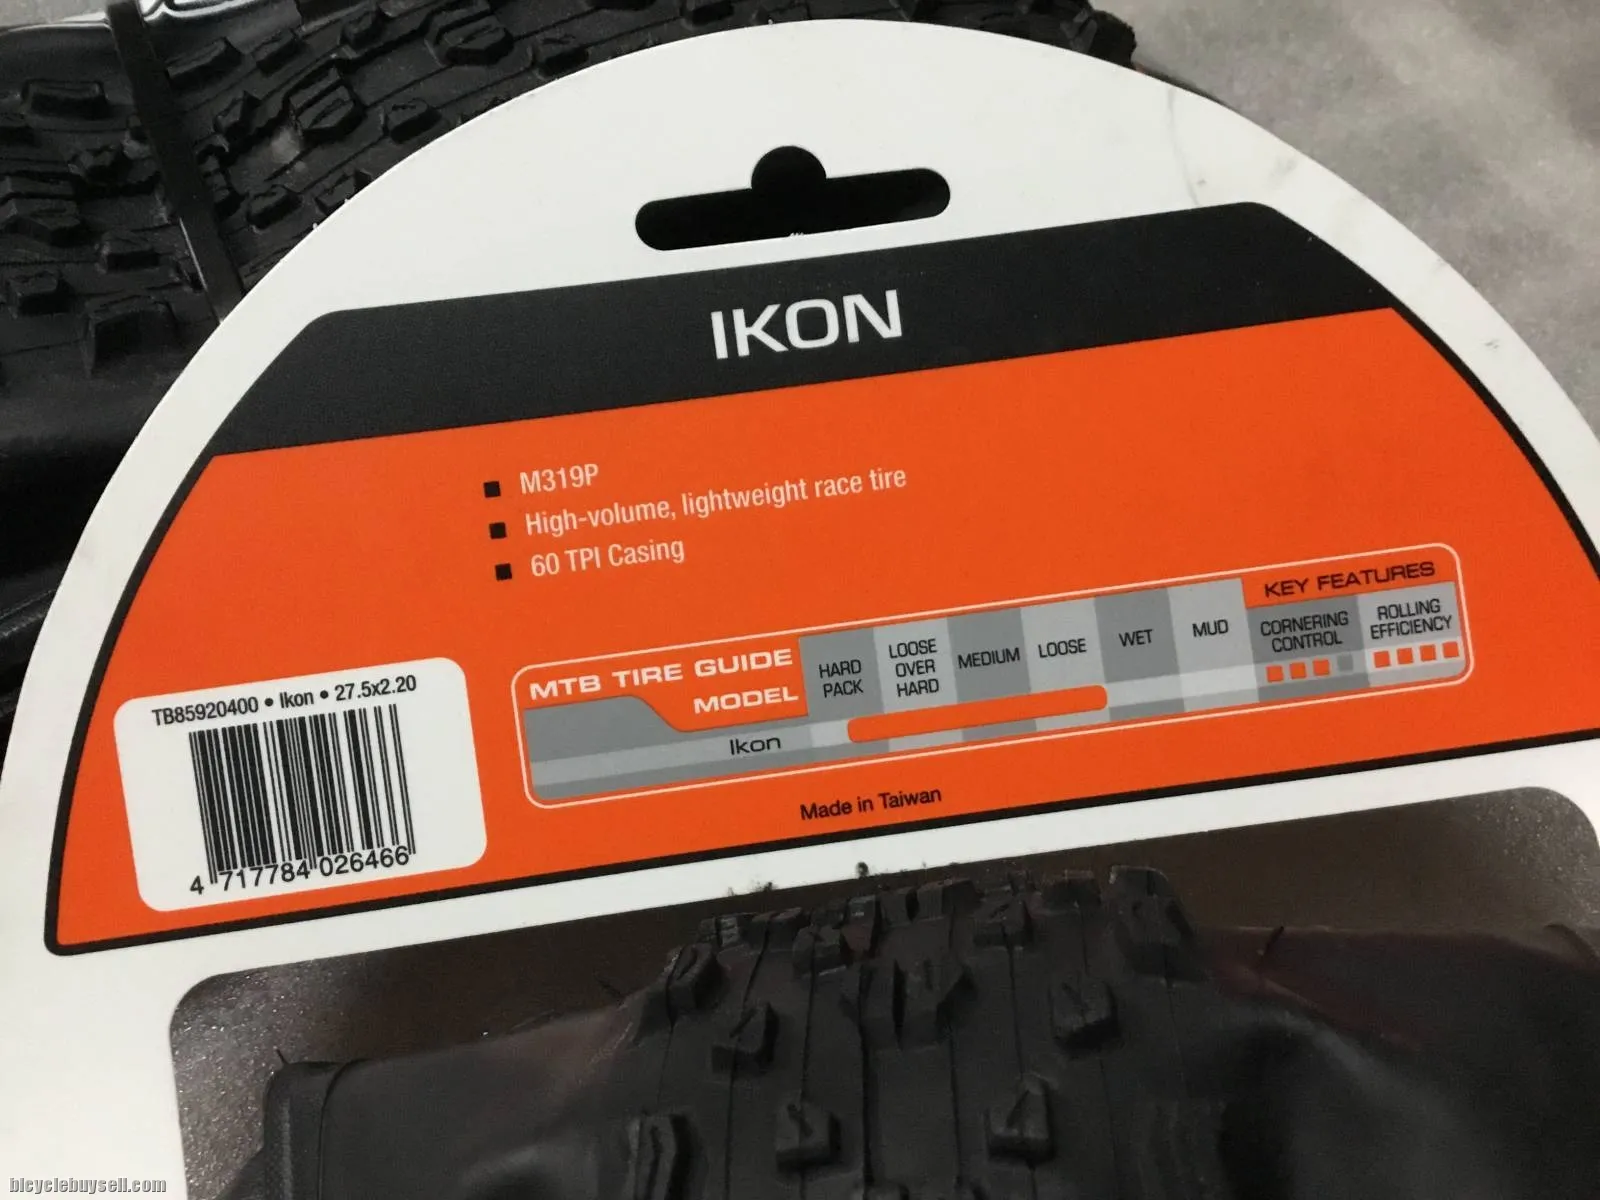 IKON
M319P
High-volume, lightweight race tire
60 TPI Casing
MTB TIRE GUIDE
MODEL
HARD
PACK
LOOSE
OVER
HARD
MEDIUM
LOOSE
WET
MUD
KEY FEATURES
CORNERING
CONTROL
ROLLING
EFFICIENCY
Ikon
Made in Taiwan
TB85920400 • Ikon • 27.5x2.20
4 717784 026466
bicyclebuysell.com